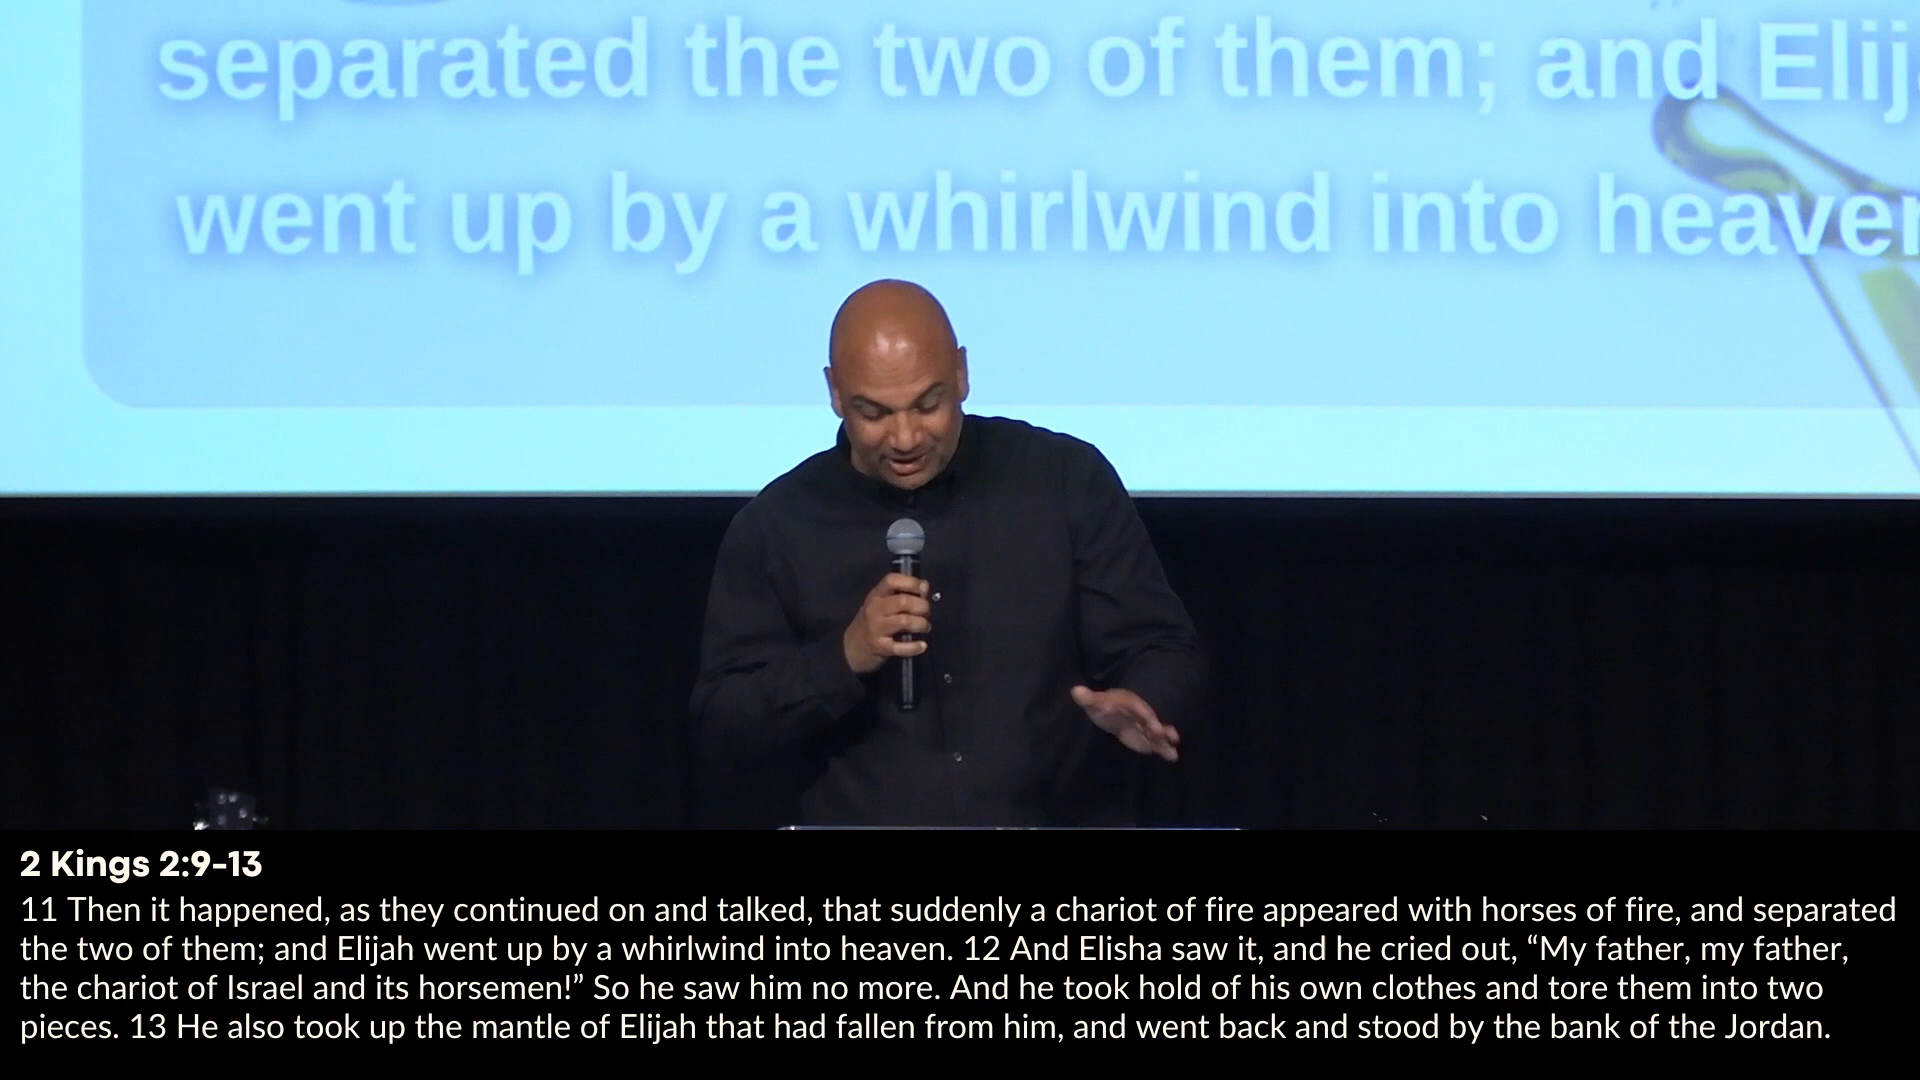 separated the two of them; and Elij
went up by a whirlwind into heaven
2 Kings 2:9-13
11 Then it happened, as they continued on and talked, that suddenly a chariot of fire appeared with horses of fire, and separated
the two of them; and Elijah went up by a whirlwind into heaven. 12 And Elisha saw it, and he cried out, “My father, my father,
the chariot of Israel and its horsemen!” So he saw him no more. And he took hold of his own clothes and tore them into two
pieces. 13 He also took up the mantle of Elijah that had fallen from him, and went back and stood by the bank of the Jordan.